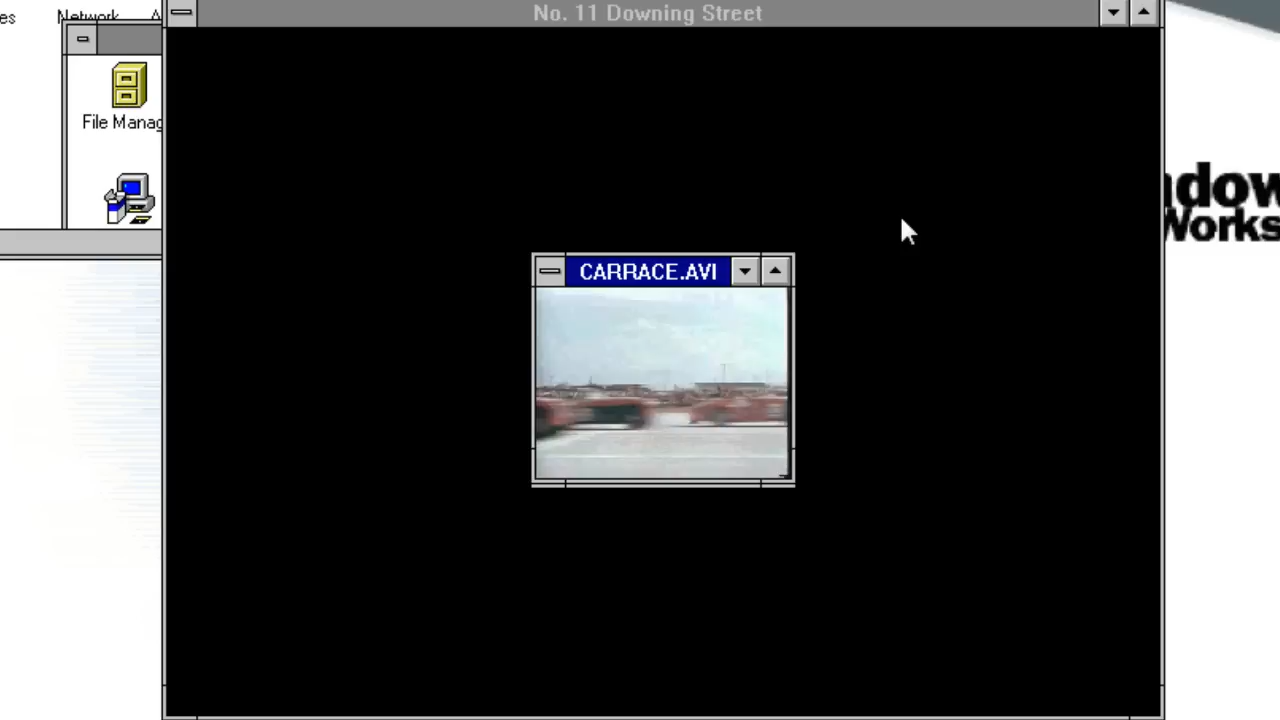 No. 11 Downing Street
es Network A
File Manag
ndow
Works
CARRACE.AVI